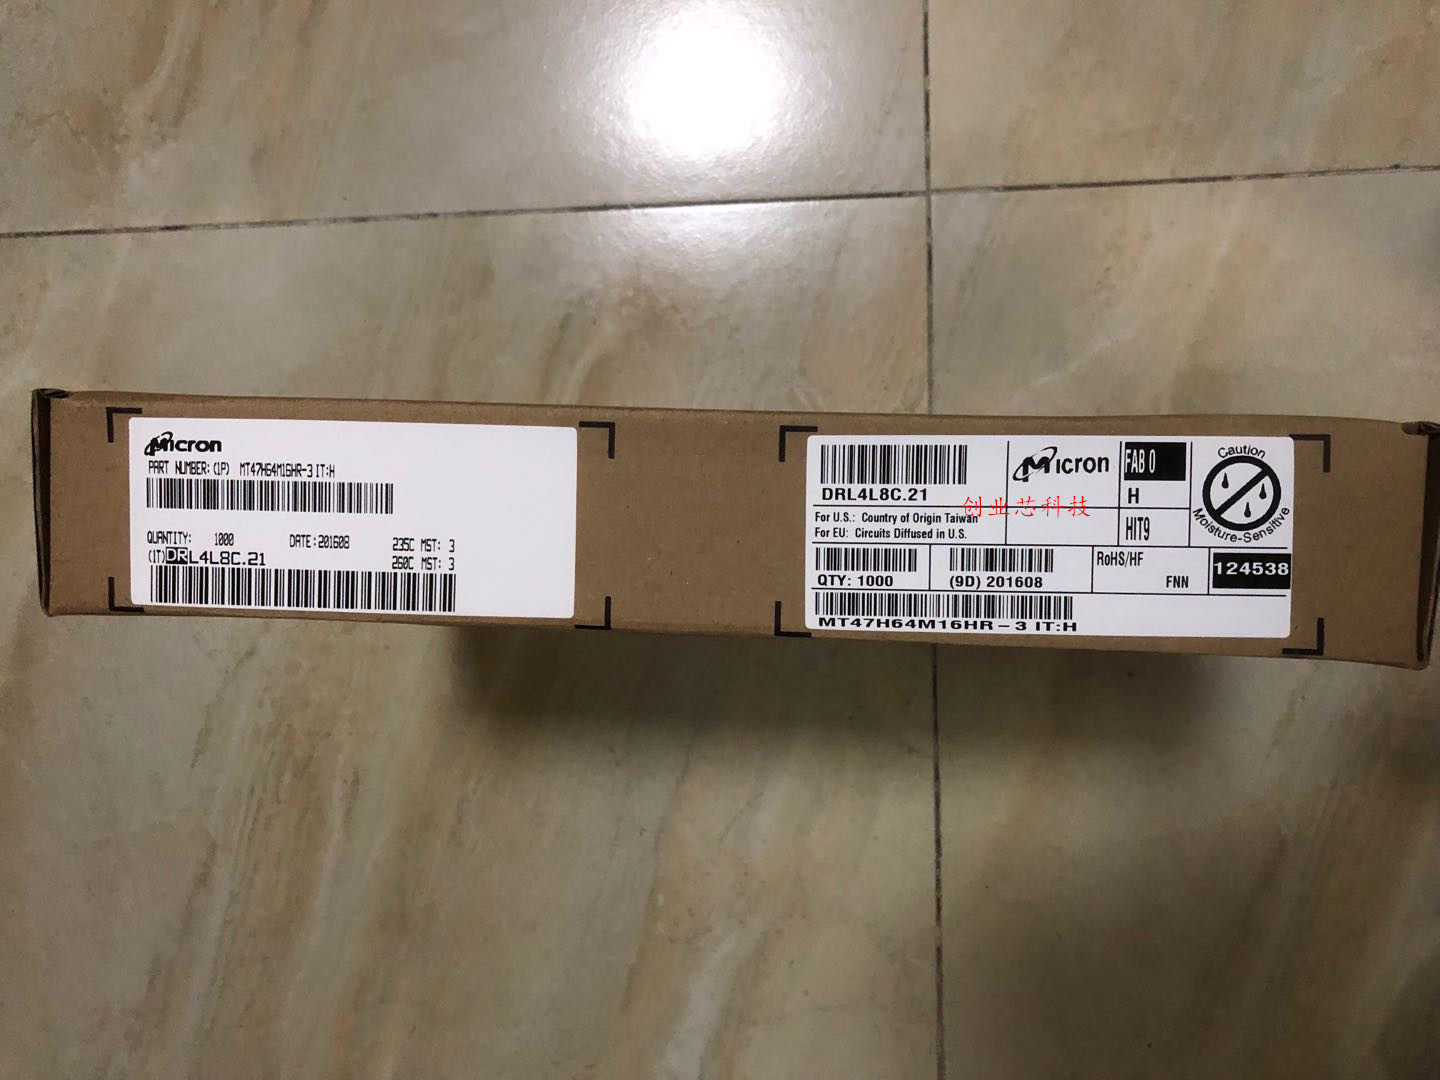 Micron
PART NUMBER:(1P) MT47H64M16HR-3 IT:H
QUANTITY: 1000 DATE:201608 235C MST: 3
(1T)DRL4L8C.21 260C MST: 3
DRL4L8C.21
创业芯科技
For U.S.: Country of Origin Taiwan
For EU: Circuits Diffused in U.S.
Micron
FAB 0
H
HIT9
Caution
Moisture-Sensitive
QTY: 1000
(9D) 201608
RoHS/HF
FNN
124538
MT47H64M16HR-3 IT:H